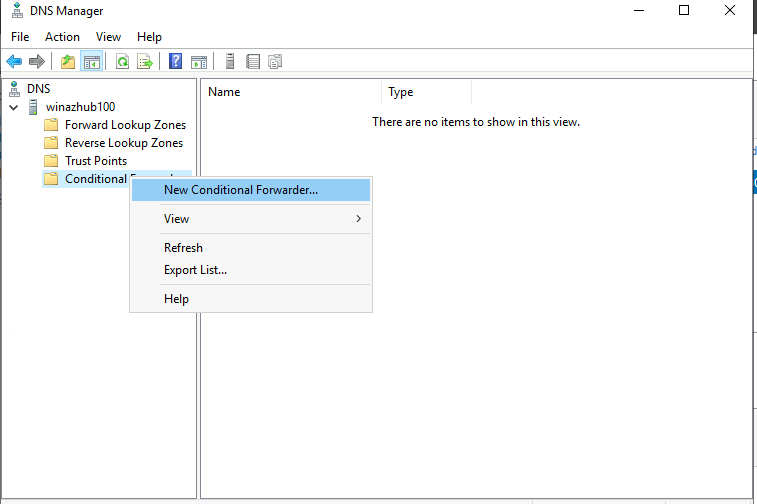 DNS Manager
File Action View Help
DNS
winazhub100
Forward Lookup Zones
Reverse Lookup Zones
Trust Points
Conditional
Name Type
There are no items to show in this view.
New Conditional Forwarder...
View
Refresh
Export List...
Help